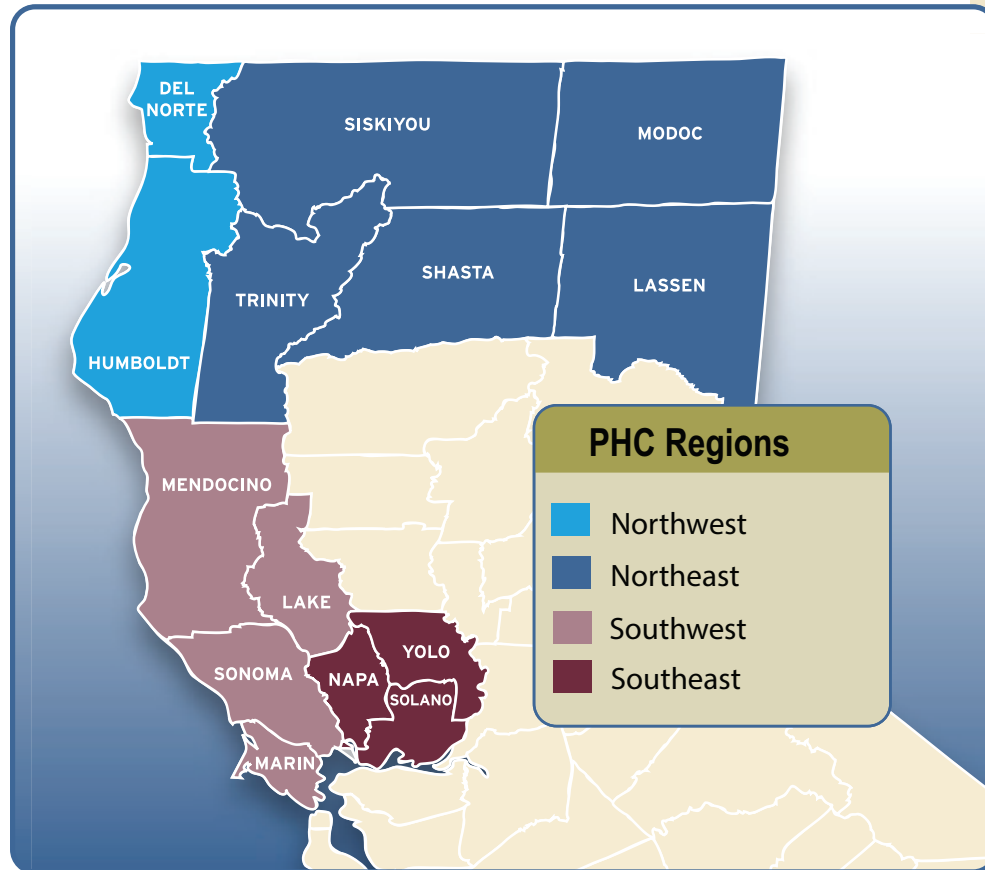 DEL
NORTE
SISKIYOU
MODOC
TRINITY
SHASTA
LASSEN
HUMBOLDT
MENDOCINO
LAKE
SONOMA
NAPA
YOLO
SOLANO
MARIN
PHC Regions
Northwest
Northeast
Southwest
Southeast